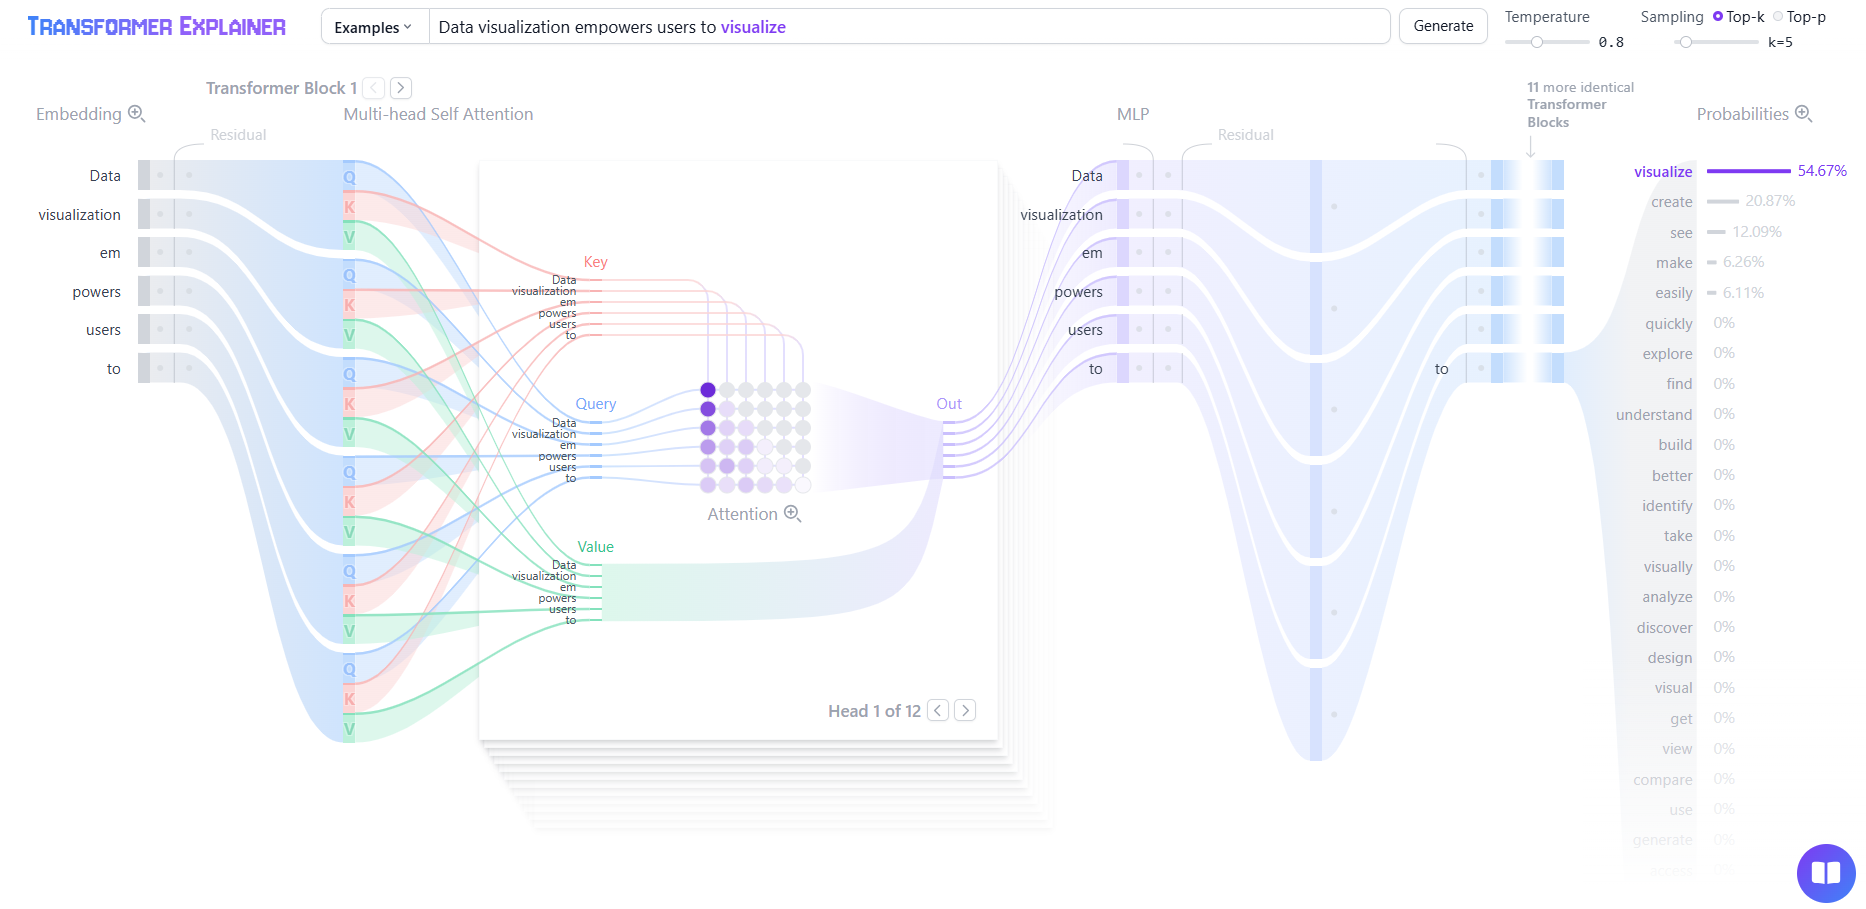 TRANSFORMER EXPLAINER
Examples
Data visualization empowers users to visualize
Generate
Temperature
0.8
Sampling Top-k Top-p
k=5
Transformer Block 1
Embedding
Multi-head Self Attention
MLP
11 more identical
Transformer
Blocks
Probabilities
Residual
Residual
Data
visualization
em
powers
users
to
Q
K
V
Q
K
V
Q
K
V
Q
K
V
Q
K
V
Q
K
V
Key
Data
visualization
em
powers
users
to
Query
Data
visualization
em
powers
users
to
Attention
Value
Data
visualization
em
powers
users
to
Out
Head 1 of 12
Data
visualization
em
powers
users
to
to
visualize 54.67%
create 20.87%
see 12.09%
make 6.26%
easily 6.11%
quickly 0%
explore 0%
find 0%
understand 0%
build 0%
better 0%
identify 0%
take 0%
visually 0%
analyze 0%
discover 0%
design 0%
visual 0%
get 0%
view 0%
compare 0%
use 0%
generate 0%